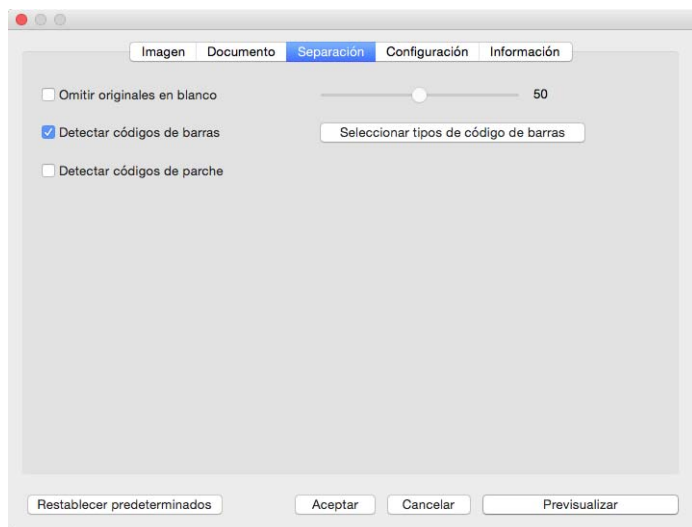 Imagen Documento Separación Configuración Información
Omitir originales en blanco 50
Detectar códigos de barras Seleccionar tipos de código de barras
Detectar códigos de parche
Restablecer predeterminados Aceptar Cancelar Previsualizar